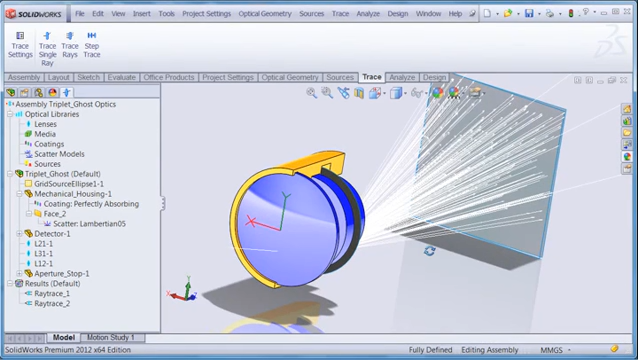 SOLIDWORKS File Edit View Insert Tools Project Settings Optical Geometry Sources Trace Analyze Design Window Help
Trace Settings
Trace Single Ray
Trace Rays
Step Trace
Assembly Layout Sketch Evaluate Office Products Project Settings Optical Geometry Sources Trace Analyze Design
Assembly Triplet_Ghost Optics
Optical Libraries
Lenses
Media
Coatings
Scatter Models
Sources
Triplet_Ghost (Default)
GridSourceEllipse1-1
Mechanical_Housing-1
Coating: Perfectly Absorbing
Face_2
Scatter: Lambertian05
Detector-1
L21-1
L31-1
L12-1
Aperture_Stop-1
Results (Default)
Raytrace_1
Raytrace_2
Y
X
X
Model Motion Study 1
SolidWorks Premium 2012 x64 Edition Fully Defined Editing Assembly MMGS